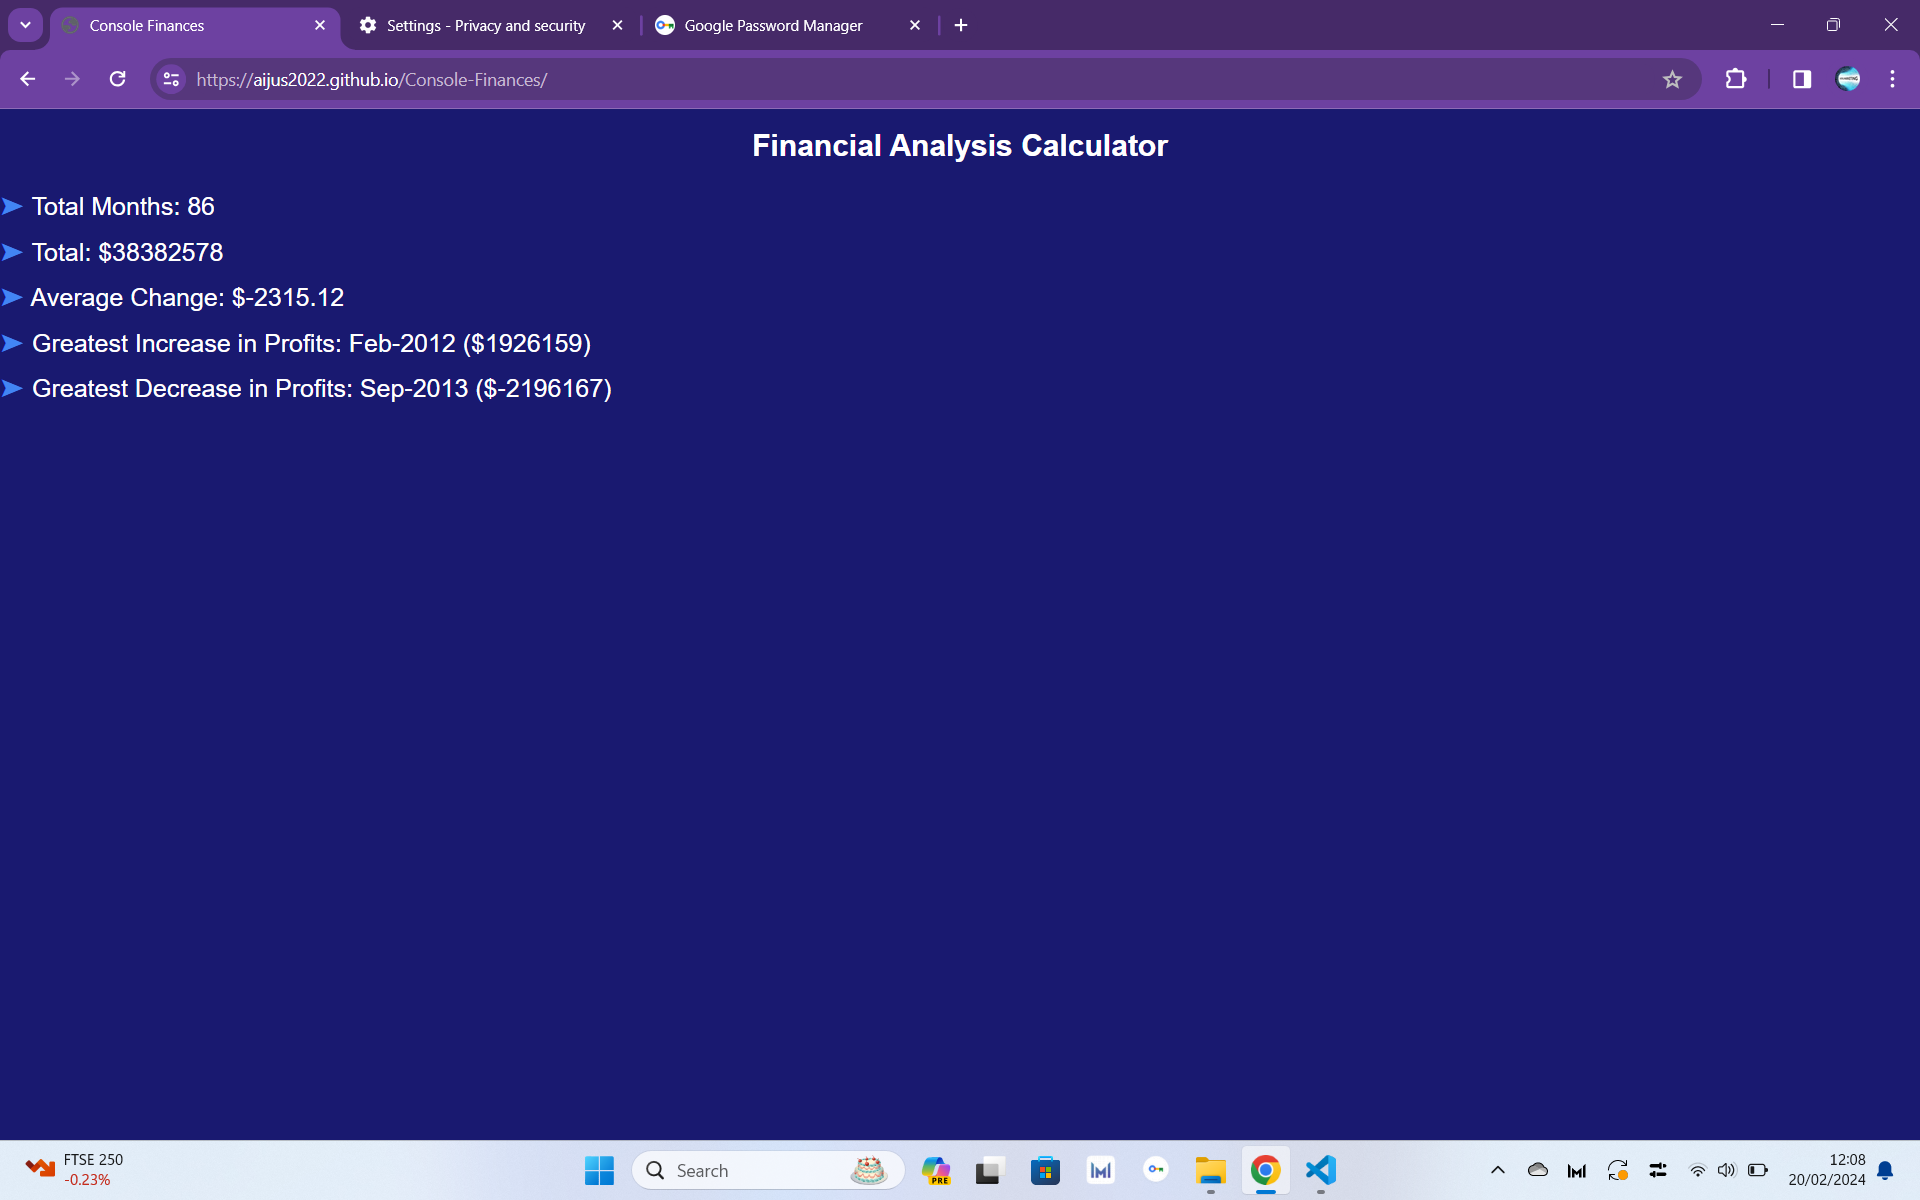 Console Finances
Settings - Privacy and security
Google Password Manager
https://aijus2022.github.io/Console-Finances/
Financial Analysis Calculator
Total Months: 86
Total: $38382578
Average Change: $-2315.12
Greatest Increase in Profits: Feb-2012 ($1926159)
Greatest Decrease in Profits: Sep-2013 ($-2196167)
FTSE 250
-0.23%
Search
PRE
12:08
20/02/2024